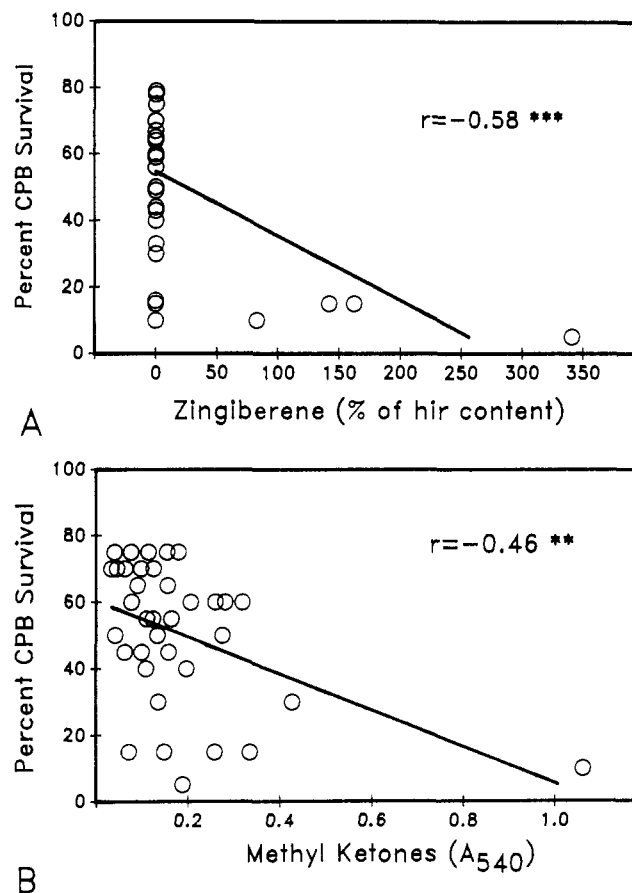 100
80
60
40
20
0
Percent CPB Survival
r=-0.58 ***
0 50 100 150 200 250 300 350
Zingiberene (% of hir content)
A
100
80
60
40
20
0
Percent CPB Survival
r=-0.46 **
0.2 0.4 0.6 0.8 1.0
Methyl Ketones (A540)
B